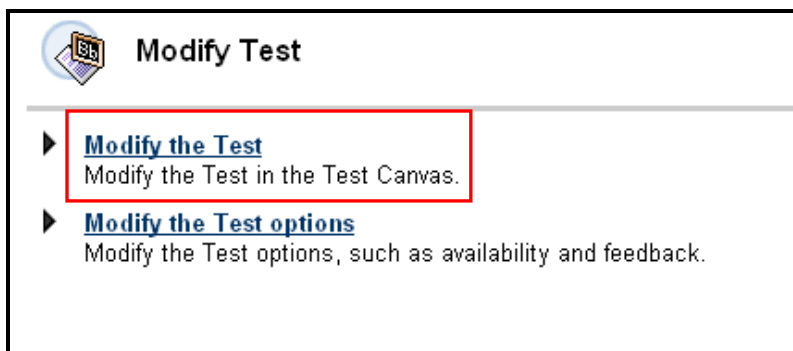 Bb
Modify Test
Modify the Test
Modify the Test in the Test Canvas.
Modify the Test options
Modify the Test options, such as availability and feedback.